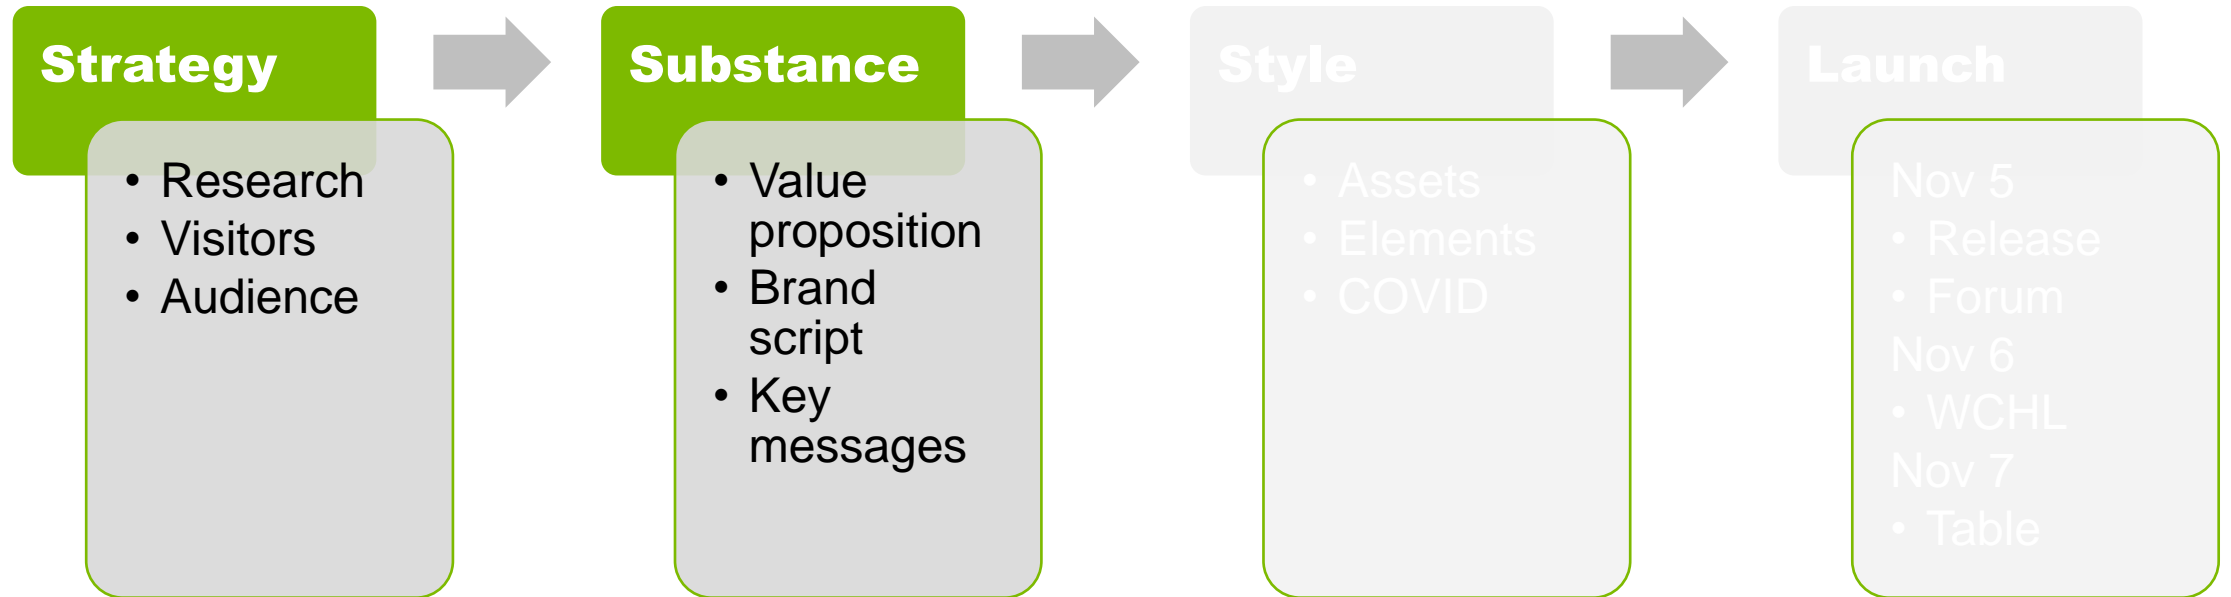 Strategy
• Research
• Visitors
• Audience
Substance
• Value
proposition
• Brand
script
• Key
messages
Style
• Assets
• Elements
• COVID
Launch
Nov 5
• Release
• Forum
Nov 6
• WCHL
Nov 7
• Table